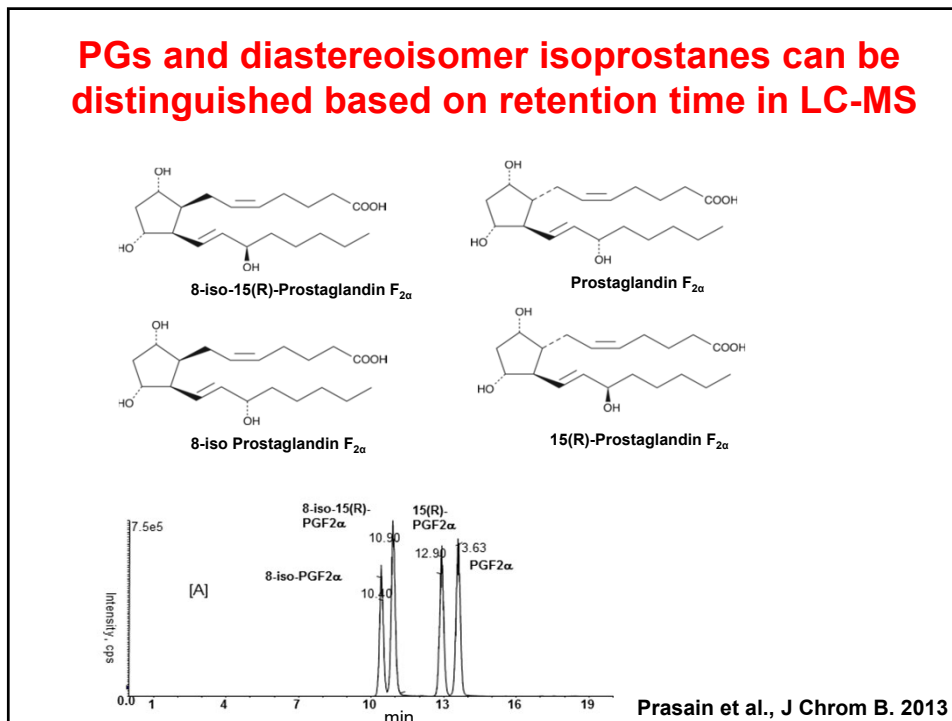 PGs and diastereoisomer isoprostanes can be
distinguished based on retention time in LC-MS
OH
COOH
HO
OH
8-iso-15(R)-Prostaglandin F2α
OH
COOH
HO
OH
Prostaglandin F2α
OH
COOH
HO
OH
8-iso Prostaglandin F2α
OH
COOH
HO
OH
15(R)-Prostaglandin F2α
7.5e5
8-iso-15(R)-
PGF2α
10.90
15(R)-
PGF2α
12.90
3.63
PGF2α
8-iso-PGF2α
10.40
[A]
Intensity, cps
0.0 1 4 7 10 13 16 19
min
Prasain et al., J Chrom B. 2013